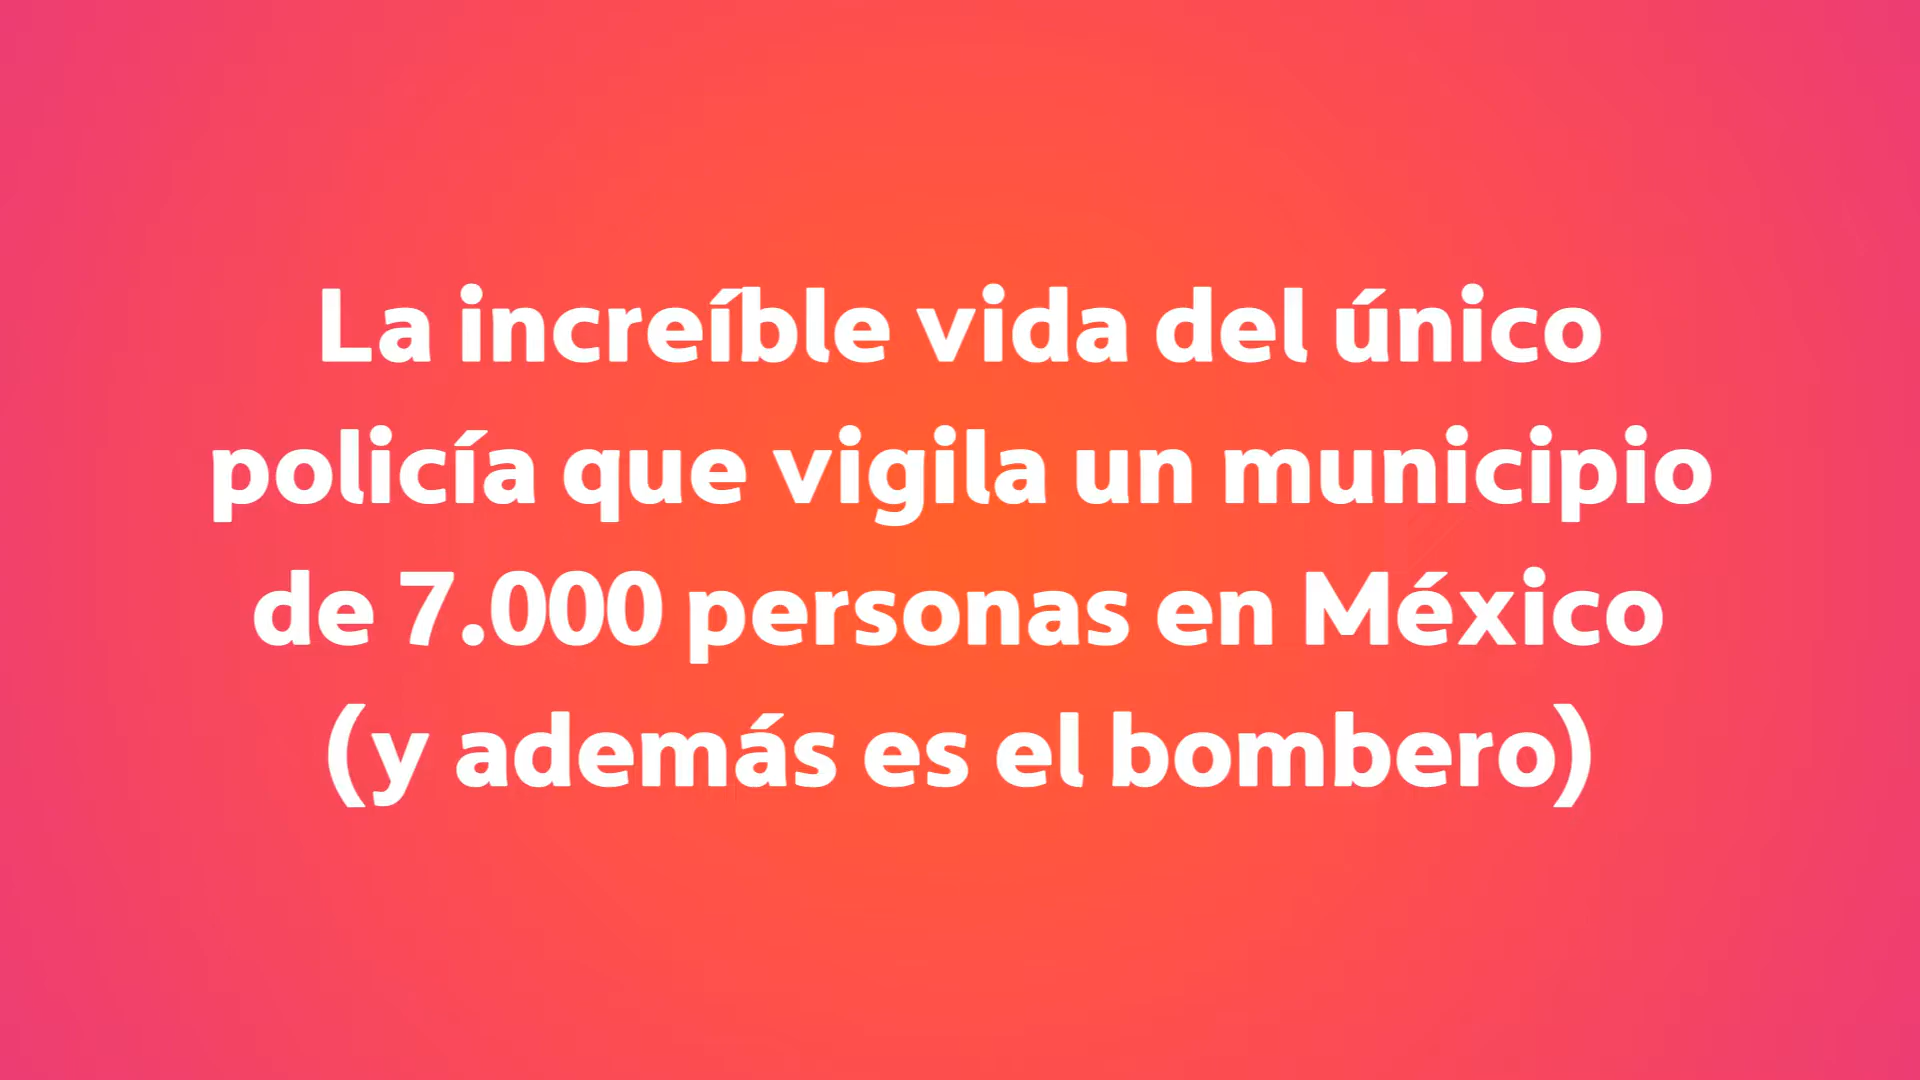 La increíble vida del único
policía que vigila un municipio
de 7.000 personas en México
(y además es el bombero)